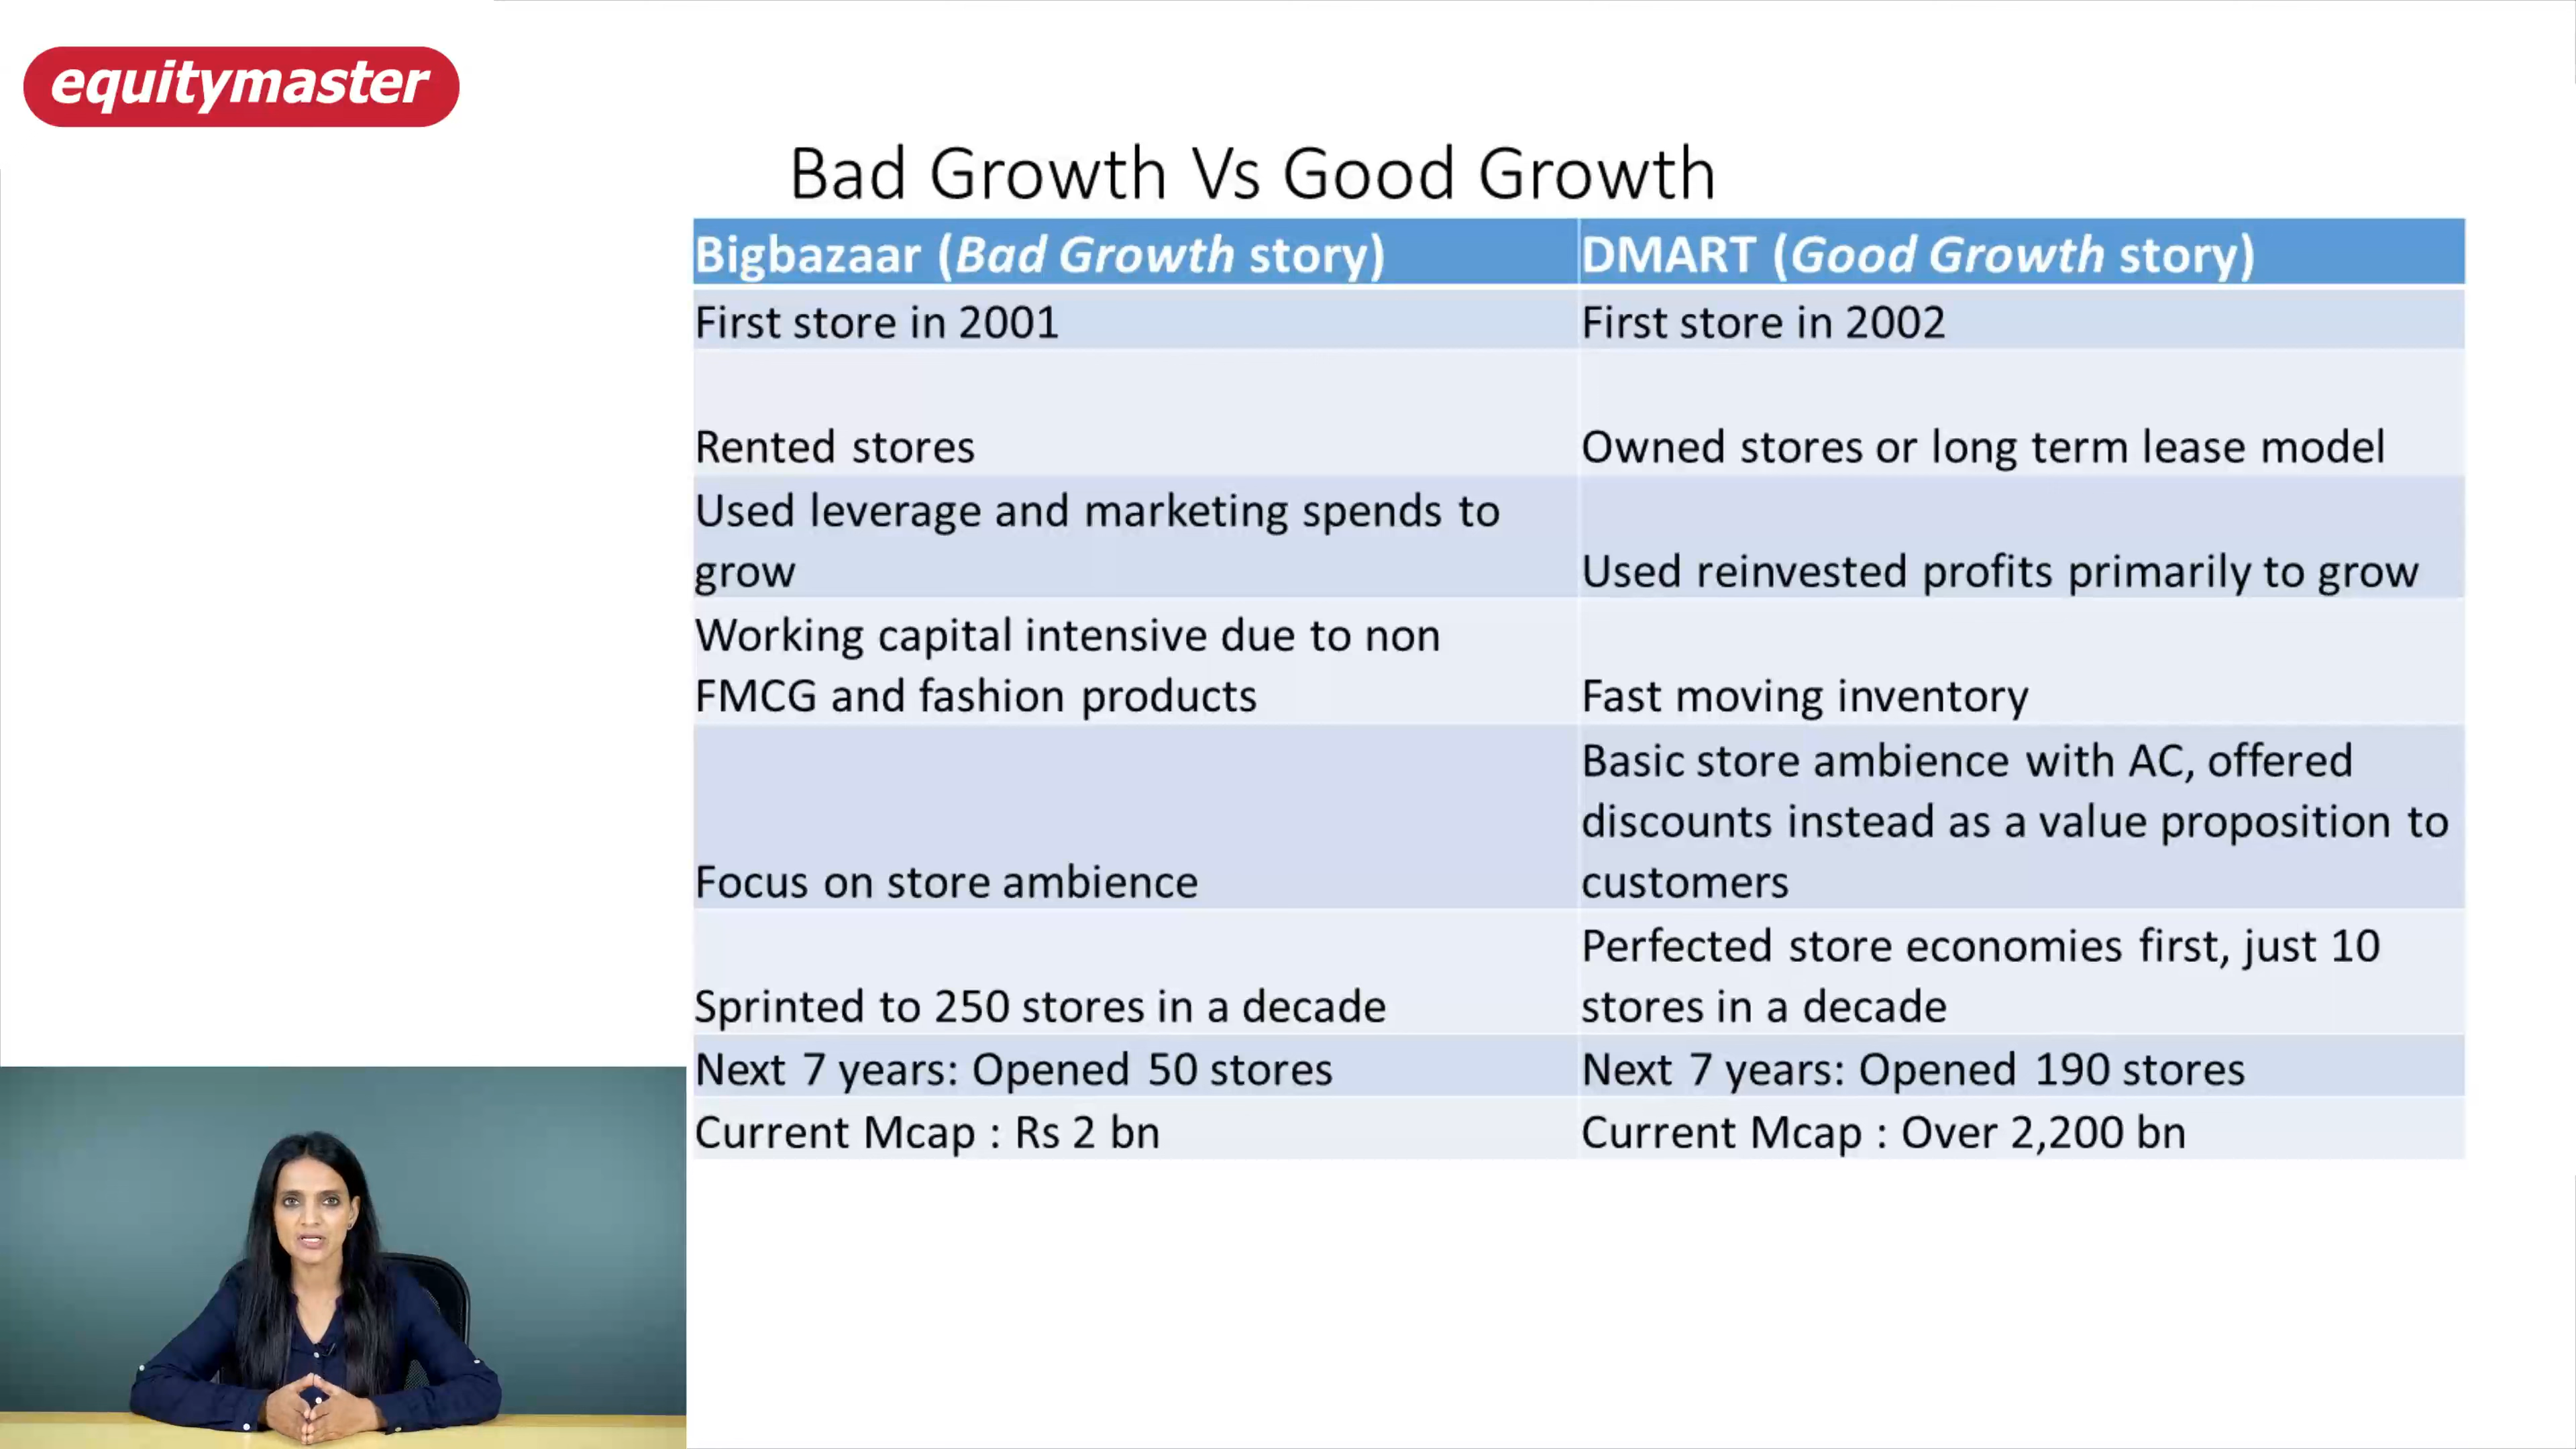 equitymaster
Bad Growth Vs Good Growth
Bigbazaar (Bad Growth story)
DMART (Good Growth story)
First store in 2001
First store in 2002
Rented stores
Owned stores or long term lease model
Used leverage and marketing spends to
grow
Used reinvested profits primarily to grow
Working capital intensive due to non
FMCG and fashion products
Fast moving inventory
Focus on store ambience
Basic store ambience with AC, offered
discounts instead as a value proposition to
customers
Sprinted to 250 stores in a decade
Perfected store economies first, just 10
stores in a decade
Next 7 years: Opened 50 stores
Next 7 years: Opened 190 stores
Current Mcap : Rs 2 bn
Current Mcap : Over 2,200 bn